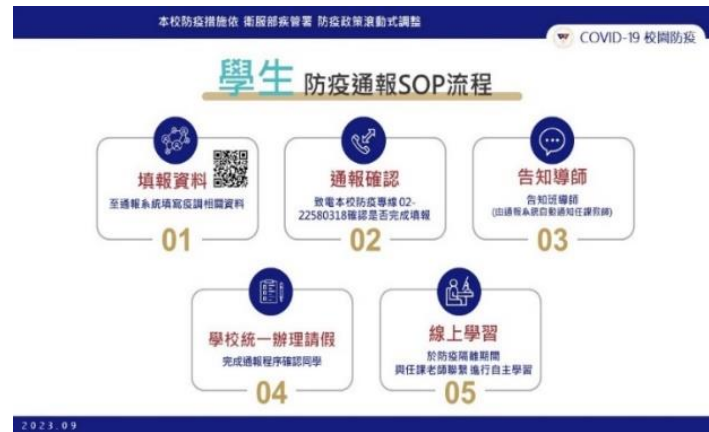 本校防疫措施依 衛服部疾管署 防疫政策滾動式調整
COVID-19 校園防疫
學生 防疫通報SOP流程
填報資料
至通報系統填寫疫調相關資料
01
通報確認
致電本校防疫專線 02-
22580318確認是否完成填報
02
告知導師
告知班導師
(由通報系統自動通知任課教師)
03
學校統一辦理請假
完成通報程序確認同學
04
線上學習
於防疫隔離期間
與任課老師聯繫 進行自主學習
05
2023.09